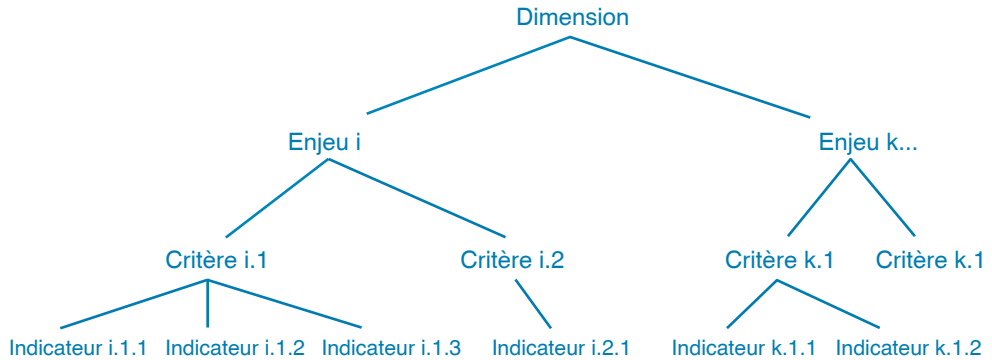 Dimension
Enjeu i
Enjeu k...
Critère i.1
Critère i.2
Critère k.1
Critère k.1
Indicateur i.1.1
Indicateur i.1.2
Indicateur i.1.3
Indicateur i.2.1
Indicateur k.1.1
Indicateur k.1.2